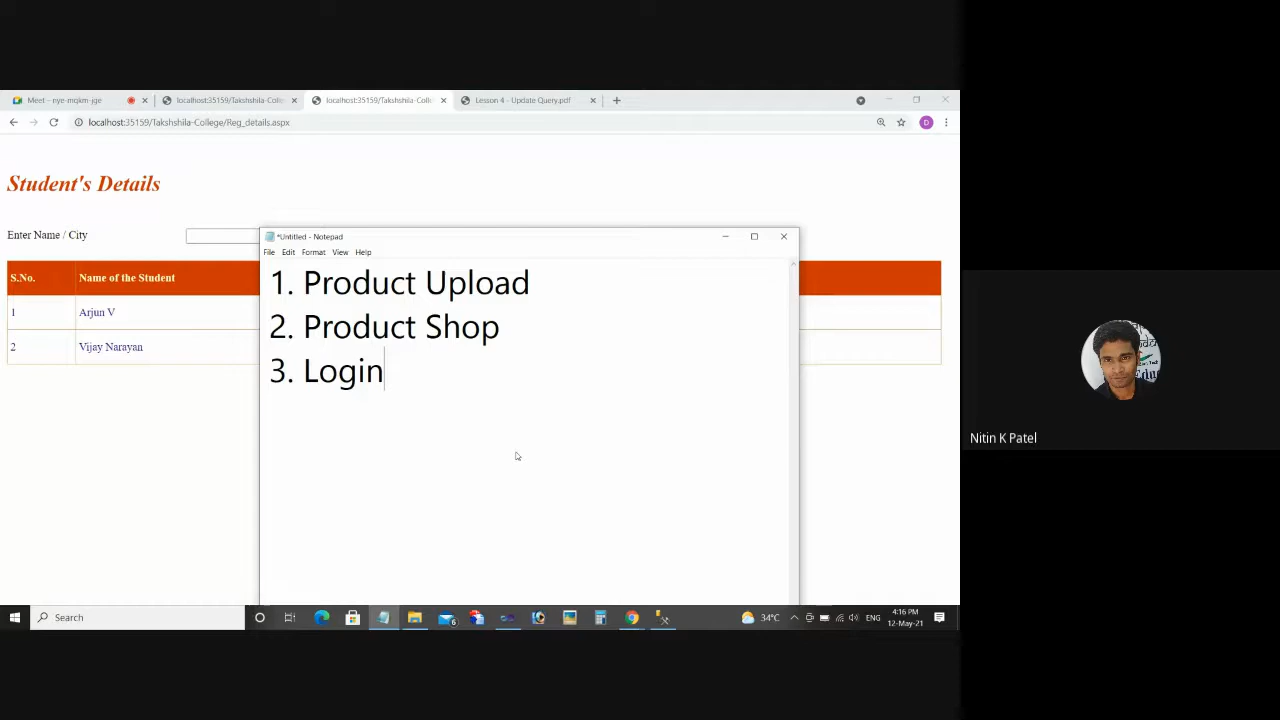 Meet – nye-mqkm-jge
localhost:35159/Takshshila-Colle
localhost:35159/Takshshila-Colle
Lesson 4 - Update Query.pdf
localhost:35159/Takshshila-College/Reg_details.aspx
D
Student's Details
Enter Name / City
S.No.
Name of the Student
1
Arjun V
2
Vijay Narayan
*Untitled - Notepad
File Edit Format View Help
1. Product Upload
2. Product Shop
3. Login
Nitin K Patel
Search
6
34°C
ENG
4:16 PM
12-May-21